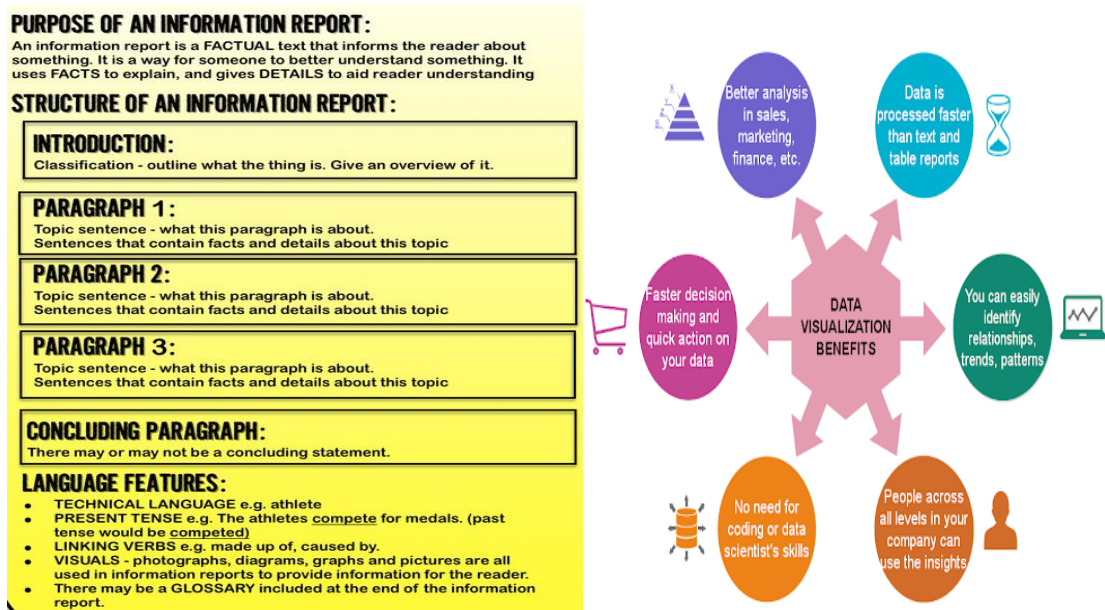 PURPOSE OF AN INFORMATION REPORT:
An information report is a FACTUAL text that informs the reader about
something. It is a way for someone to better understand something. It
uses FACTS to explain, and gives DETAILS to aid reader understanding
STRUCTURE OF AN INFORMATION REPORT:
INTRODUCTION:
Classification - outline what the thing is. Give an overview of it.
PARAGRAPH 1:
Topic sentence - what this paragraph is about.
Sentences that contain facts and details about this topic
PARAGRAPH 2:
Topic sentence - what this paragraph is about.
Sentences that contain facts and details about this topic
PARAGRAPH 3:
Topic sentence - what this paragraph is about.
Sentences that contain facts and details about this topic
CONCLUDING PARAGRAPH:
There may or may not be a concluding statement.
LANGUAGE FEATURES:
• TECHNICAL LANGUAGE e.g. athlete
• PRESENT TENSE e.g. The athletes compete for medals. (past
tense would be competed)
• LINKING VERBS e.g. made up of, caused by.
• VISUALS - photographs, diagrams, graphs and pictures are all
used in information reports to provide information for the reader.
• There may be a GLOSSARY included at the end of the information
report.
Better analysis
in sales,
marketing,
finance, etc.
Data is
processed faster
than text and
table reports
Faster decision
making and
quick action on
your data
DATA
VISUALIZATION
BENEFITS
You can easily
identify
relationships,
trends, patterns
No need for
coding or data
scientist's skills
People across
all levels in your
company can
use the insights